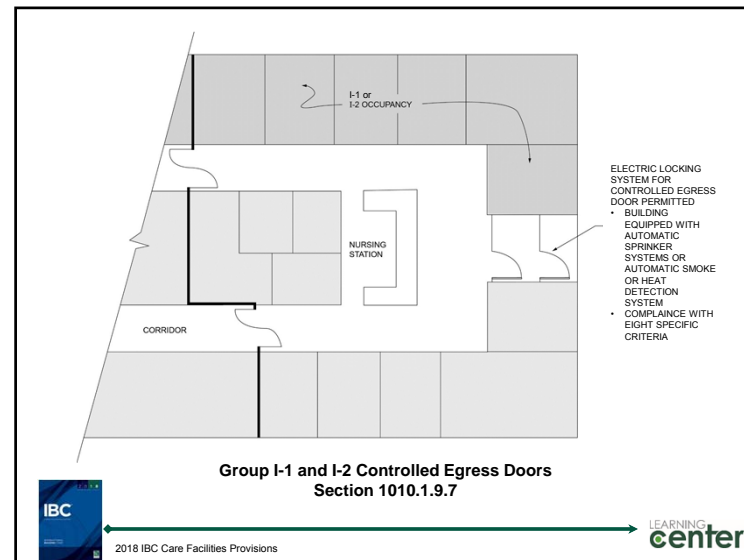 I-1 or
I-2 OCCUPANCY
ELECTRIC LOCKING
SYSTEM FOR
CONTROLLED EGRESS
DOOR PERMITTED
• BUILDING
EQUIPPED WITH
AUTOMATIC
SPRINKER
SYSTEMS OR
AUTOMATIC SMOKE
OR HEAT
DETECTION
SYSTEM
• COMPLAINCE WITH
EIGHT SPECIFIC
CRITERIA
NURSING
STATION
CORRIDOR
Group I-1 and I-2 Controlled Egress Doors
Section 1010.1.9.7
IBC
2018 IBC Care Facilities Provisions
LEARNING
center